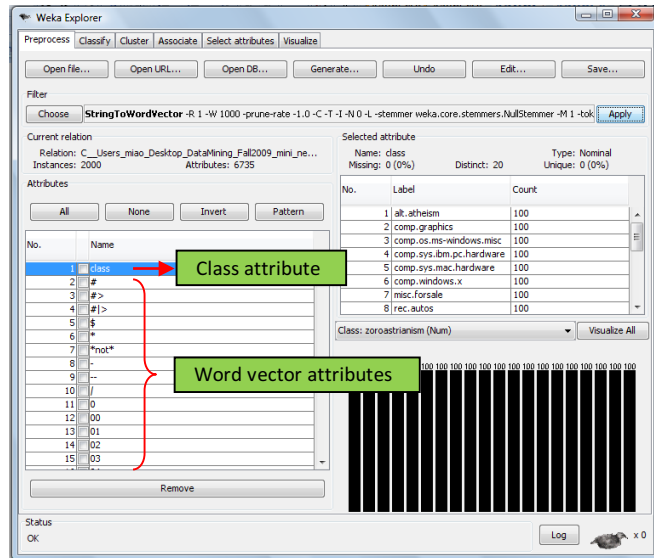 Weka Explorer
Preprocess Classify Cluster Associate Select attributes Visualize
Open file... Open URL... Open DB... Generate... Undo Edit... Save...
Filter
Choose StringToWordVector -R 1 -W 1000 -prune-rate -1.0 -C -T -I -N 0 -L -stemmer weka.core.stemmers.NullStemmer -M 1 -tok Apply
Current relation
Relation: C__Users_miao_Desktop_DataMining_Fall2009_mini_ne...
Instances: 2000 Attributes: 6735
Attributes
All None Invert Pattern
No. Name
1 class
2 #
3 #>
4 #|>
5 $
6 *
7 *not*
8 -
9 --
10 /
11 0
12 00
13 01
14 02
15 03
Class attribute
Word vector attributes
Remove
Selected attribute
Name: class Type: Nominal
Missing: 0 (0%) Distinct: 20 Unique: 0 (0%)
No. Label Count
1 alt.atheism 100
2 comp.graphics 100
3 comp.os.ms-windows.misc 100
4 comp.sys.ibm.pc.hardware 100
5 comp.sys.mac.hardware 100
6 comp.windows.x 100
7 misc.forsale 100
8 rec.autos 100
Class: zoroastrianism (Num) Visualize All
100 100 100 100 100 100 100 100 100 100 100 100 100 100
Status
OK
Log x 0